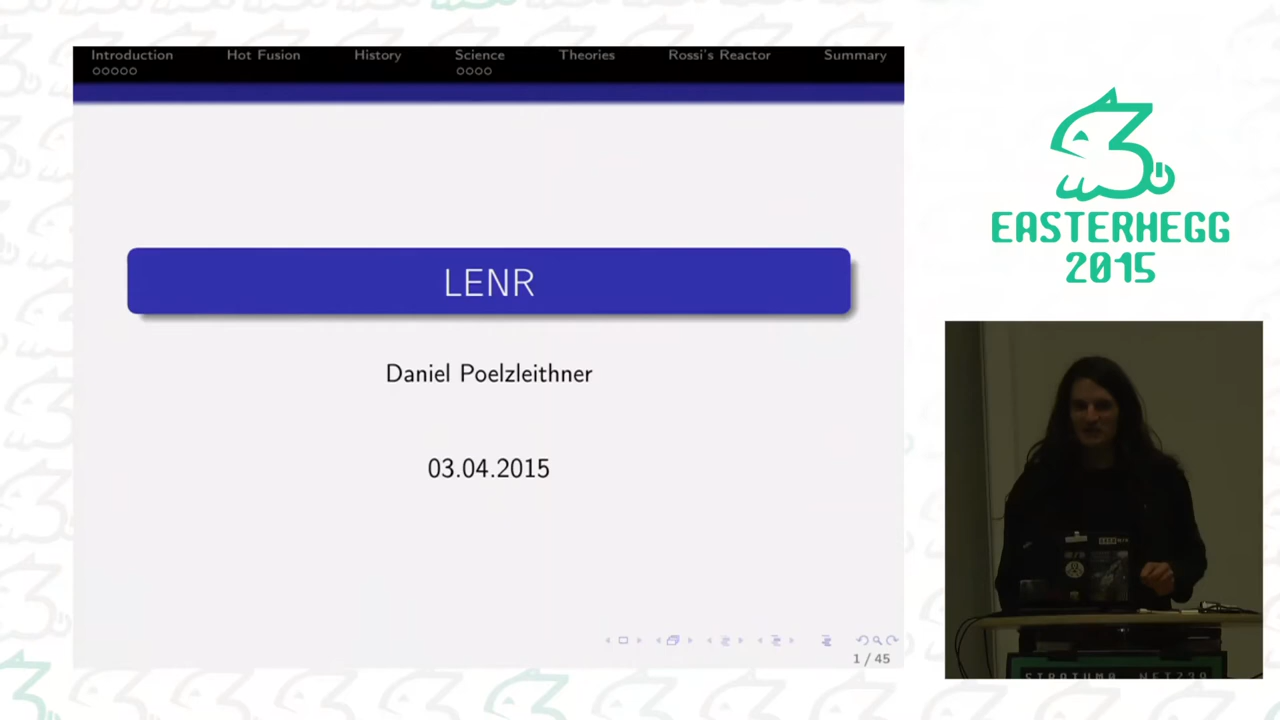 Introduction Hot Fusion History Science Theories Rossi's Reactor Summary
LENR
Daniel Poelzleithner
03.04.2015
1 / 45
EASTERHEGG
2015